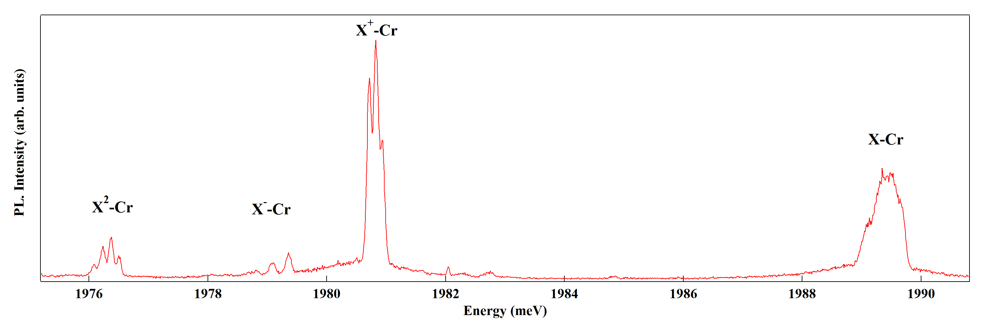 X⁺-Cr
X-Cr
X²-Cr
X⁻-Cr
PL. Intensity (arb. units)
1976 1978 1980 1982 1984 1986 1988 1990
Energy (meV)